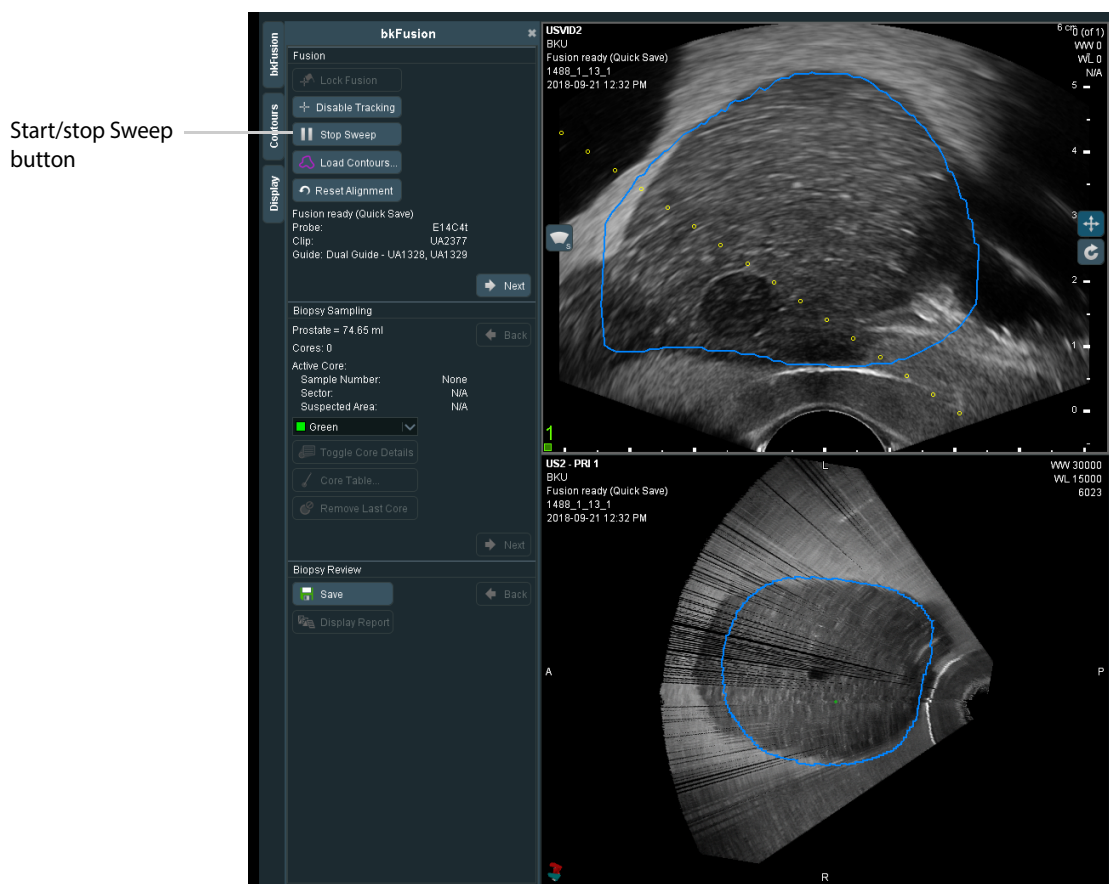 Start/stop Sweep
button
bkFusion
Contours
Display
bkFusion
Fusion
Lock Fusion
Disable Tracking
Stop Sweep
Load Contours...
Reset Alignment
Fusion ready (Quick Save)
Probe: E14C4t
Clip: UA2377
Guide: Dual Guide - UA1328, UA1329
Next
Biopsy Sampling
Prostate = 74.65 ml
Back
Cores: 0
Active Core:
Sample Number: None
Sector: N/A
Suspected Area: N/A
Green
Toggle Core Details
Core Table...
Remove Last Core
Next
Biopsy Review
Save
Back
Display Report
USVID2
BKU
Fusion ready (Quick Save)
1488_1_13_1
2018-09-21 12:32 PM
6 cm
0 (of 1)
WW 0
WL 0
N/A
5
4
3
S
2
1
0
1
US2 - PRI 1
BKU
Fusion ready (Quick Save)
1488_1_13_1
2018-09-21 12:32 PM
L
WW 30000
WL 15000
6023
A
P
R